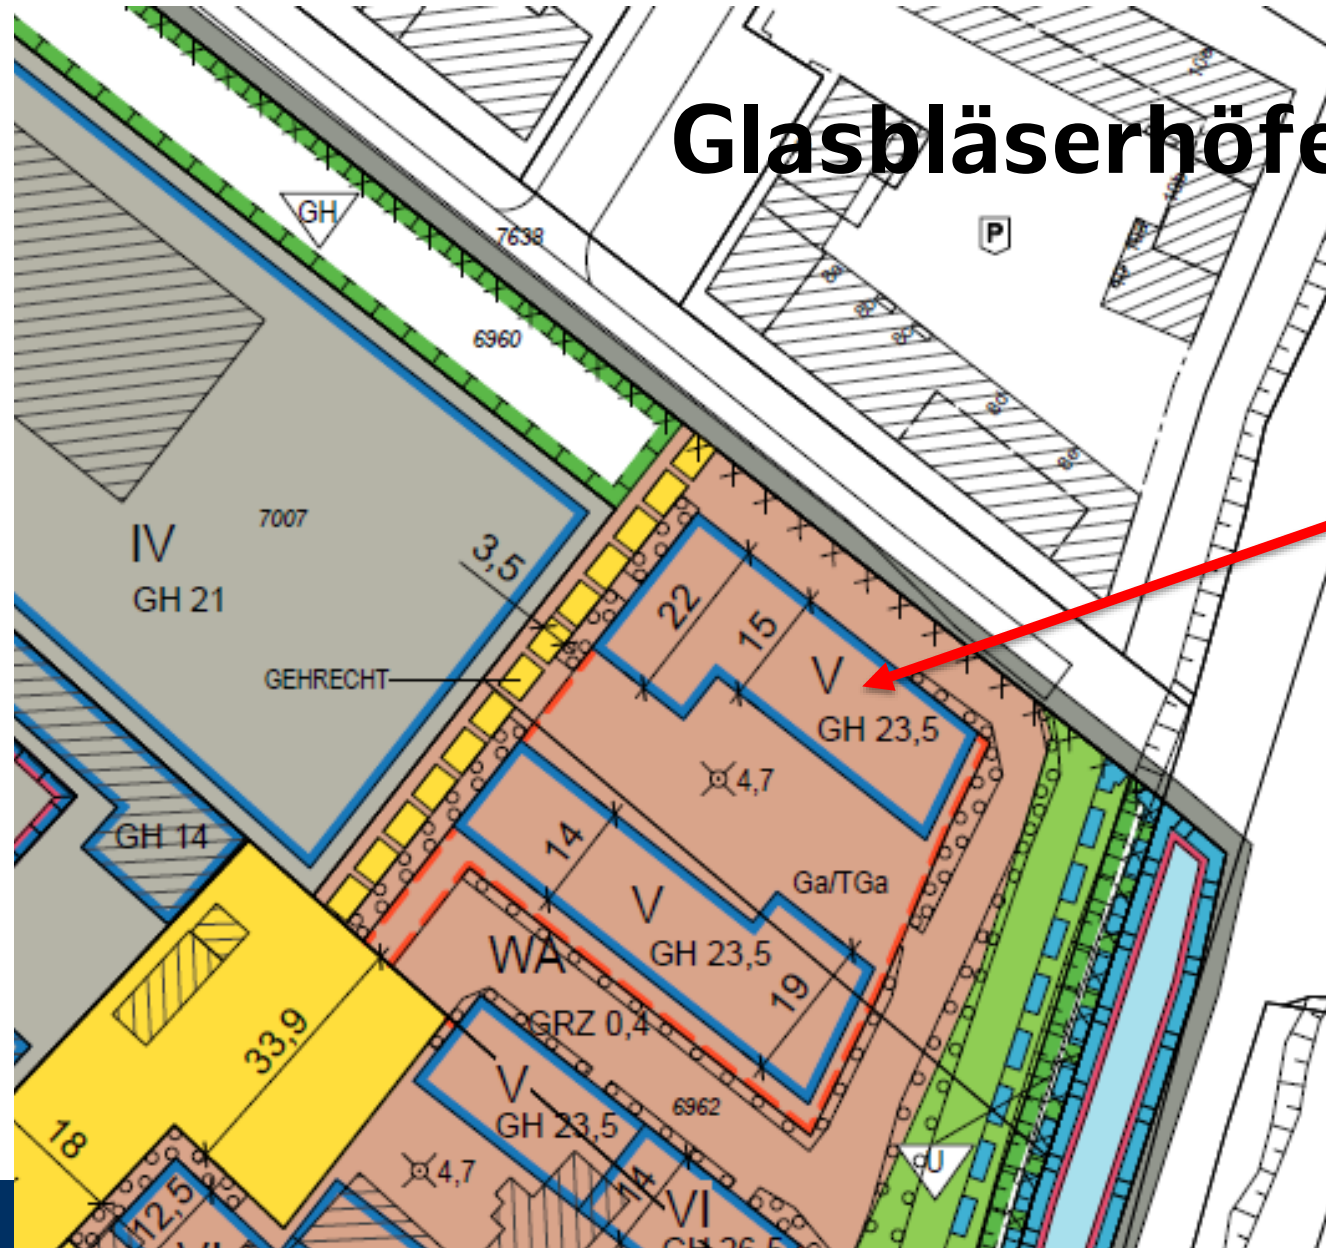 Glasbläserhöfe
GH
7638
P
6960
IV
GH 21
7007
3,5
22
15
V
GH 23,5
GEHRECHT
4,7
GH 14
14
V
GH 23,5
Ga/TGa
19
WA
GRZ 0,4
33,9
V
GH 23,5
6962
18
4,7
14
VI
U
12,5